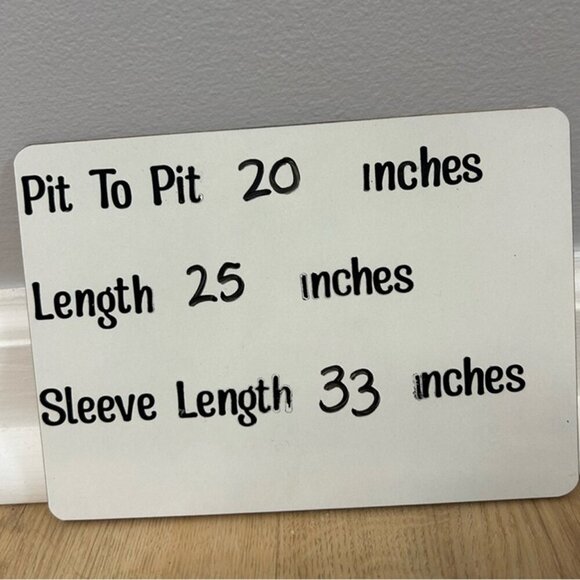 Pit To Pit 20 inches
Length 25 inches
Sleeve Length 33 inches